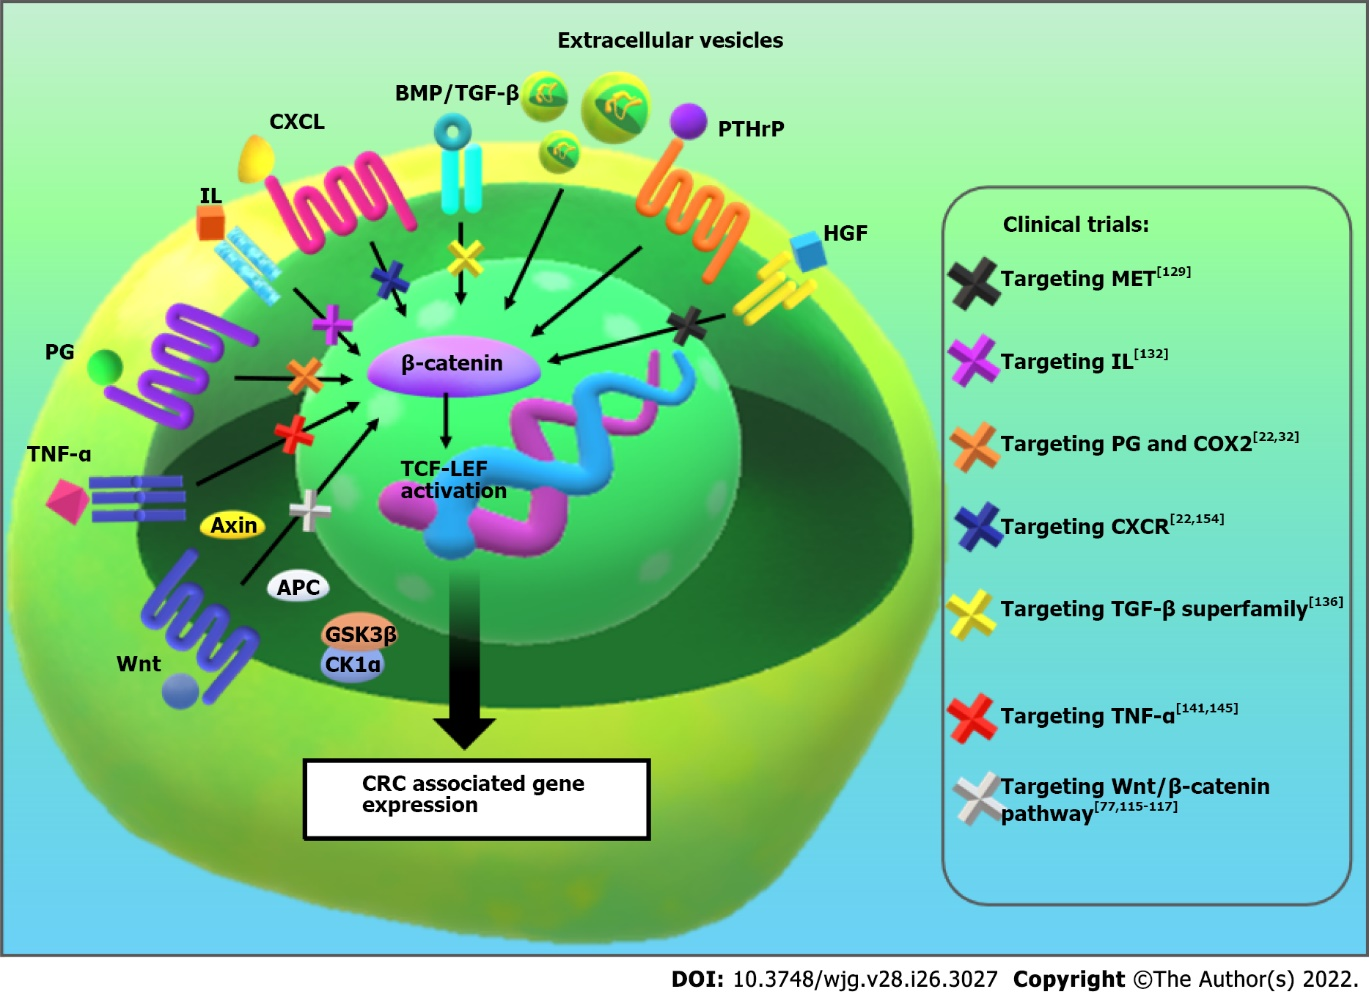 Extracellular vesicles
BMP/TGF-β
CXCL
PTHrP
IL
HGF
PG
TNF-α
Wnt
β-catenin
TCF-LEF
activation
Axin
APC
GSK3β
CK1α
CRC associated gene
expression
Clinical trials:
Targeting MET[129]
Targeting IL[132]
Targeting PG and COX2[22,32]
Targeting CXCR[22,154]
Targeting TGF-β superfamily[136]
Targeting TNF-α[141,145]
Targeting Wnt/β-catenin
pathway[77,115-117]
DOI: 10.3748/wjg.v28.i26.3027 Copyright ©The Author(s) 2022.